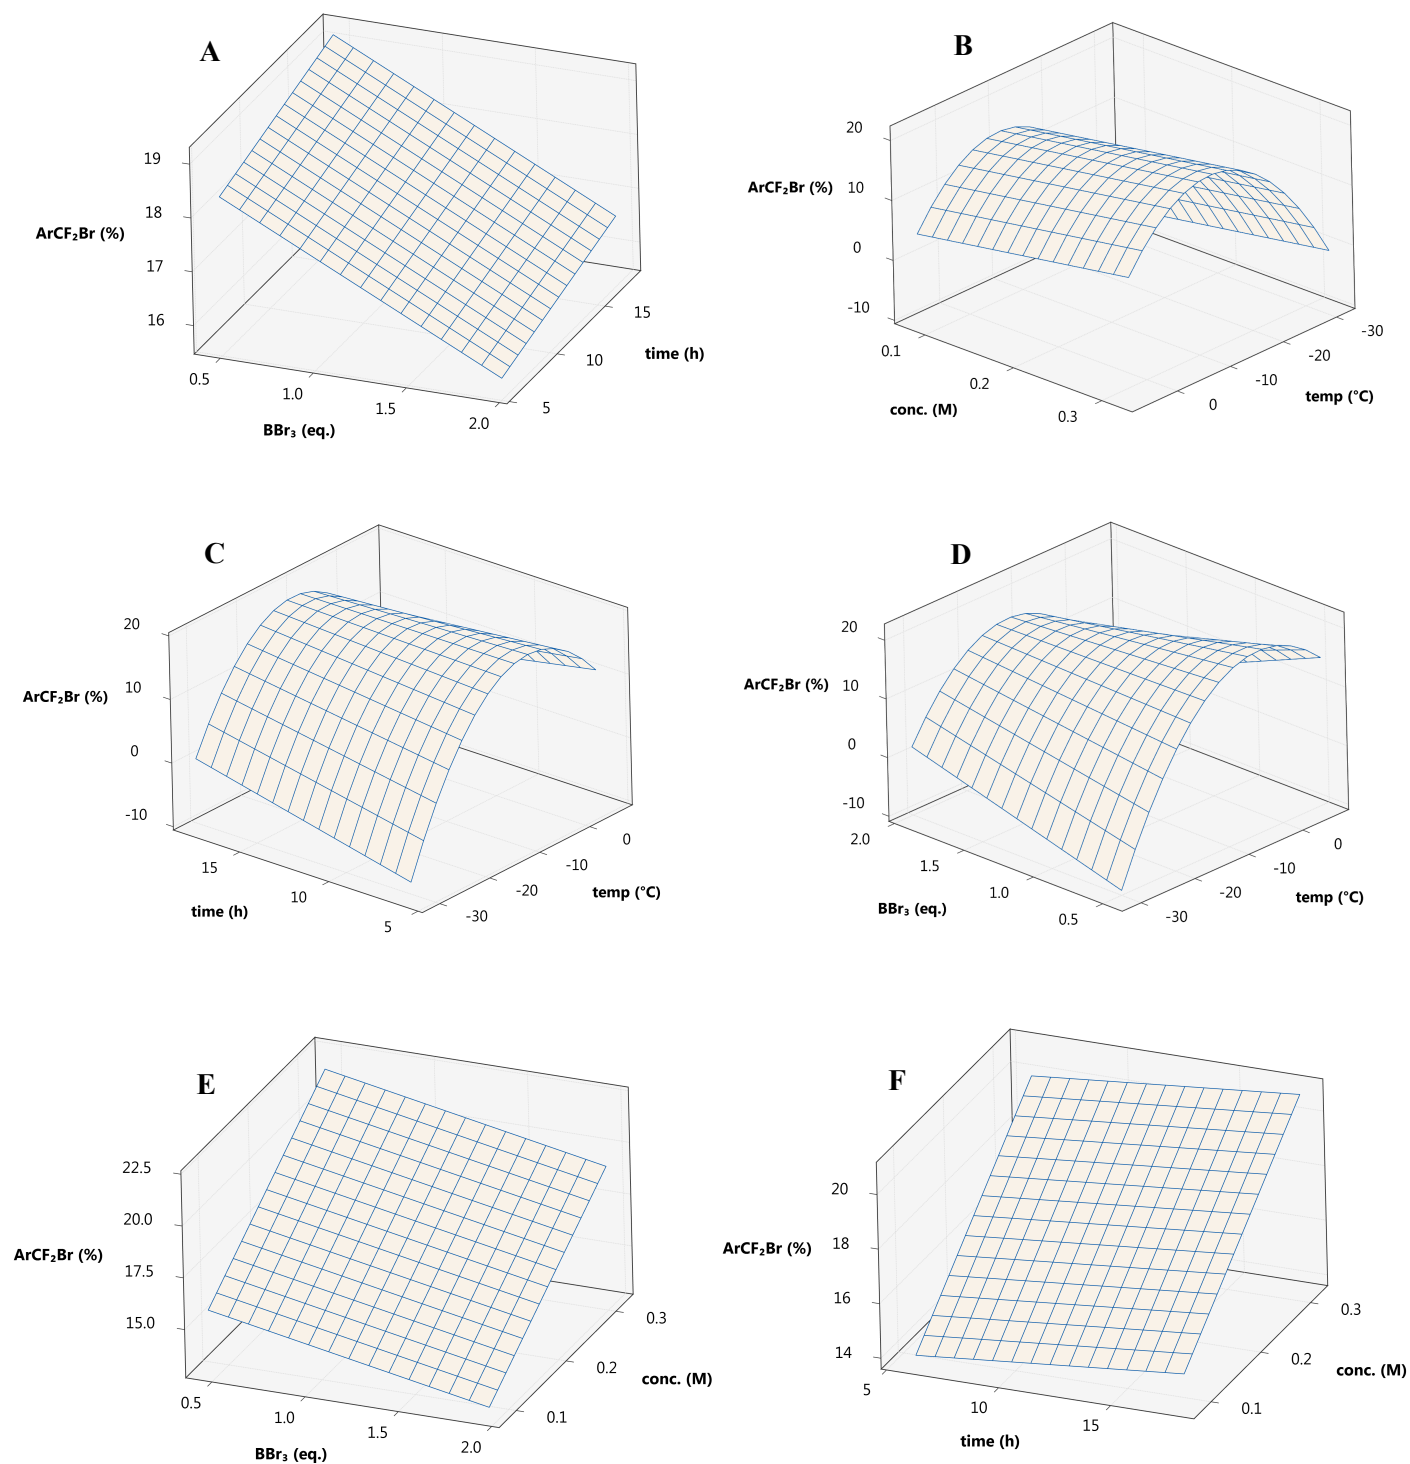 A
19
18
17
16
ArCF₂Br (%)
0.5
1.0
1.5
2.0
BBr₃ (eq.)
5
10
15
time (h)
B
20
10
0
-10
ArCF₂Br (%)
0.1
0.2
0.3
conc. (M)
0
-10
-20
-30
temp (°C)
C
20
10
0
-10
ArCF₂Br (%)
15
10
5
time (h)
-30
-20
-10
0
temp (°C)
D
20
10
0
-10
ArCF₂Br (%)
2.0
1.5
1.0
0.5
BBr₃ (eq.)
-30
-20
-10
0
temp (°C)
E
22.5
20.0
17.5
15.0
ArCF₂Br (%)
0.5
1.0
1.5
2.0
BBr₃ (eq.)
0.1
0.2
0.3
conc. (M)
F
20
18
16
14
ArCF₂Br (%)
5
10
15
time (h)
0.1
0.2
0.3
conc. (M)